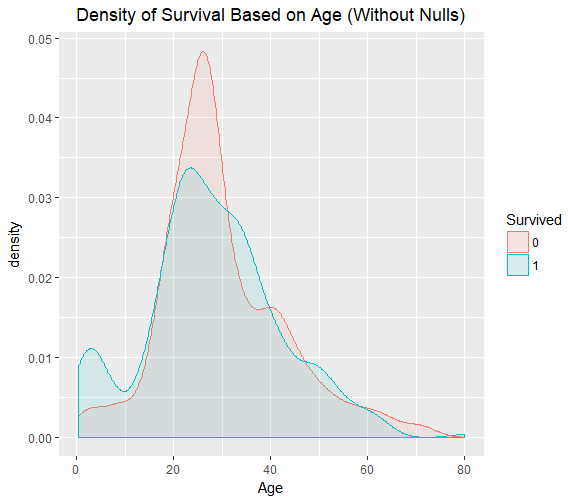 Density of Survival Based on Age (Without Nulls)
0.05
0.04
0.03
0.02
0.01
0.00
density
0 20 40 60 80
Age
Survived
0
1